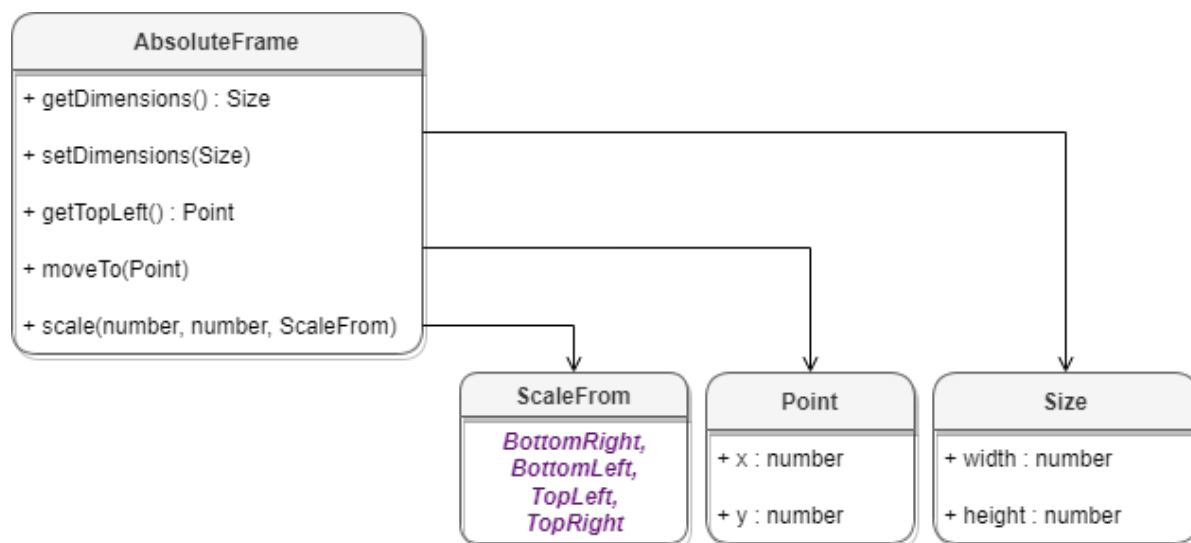 AbsoluteFrame
+ getDimensions() : Size
+ setDimensions(Size)
+ getTopLeft() : Point
+ moveTo(Point)
+ scale(number, number, ScaleFrom)
ScaleFrom
BottomRight,
BottomLeft,
TopLeft,
TopRight
Point
+ x : number
+ y : number
Size
+ width : number
+ height : number